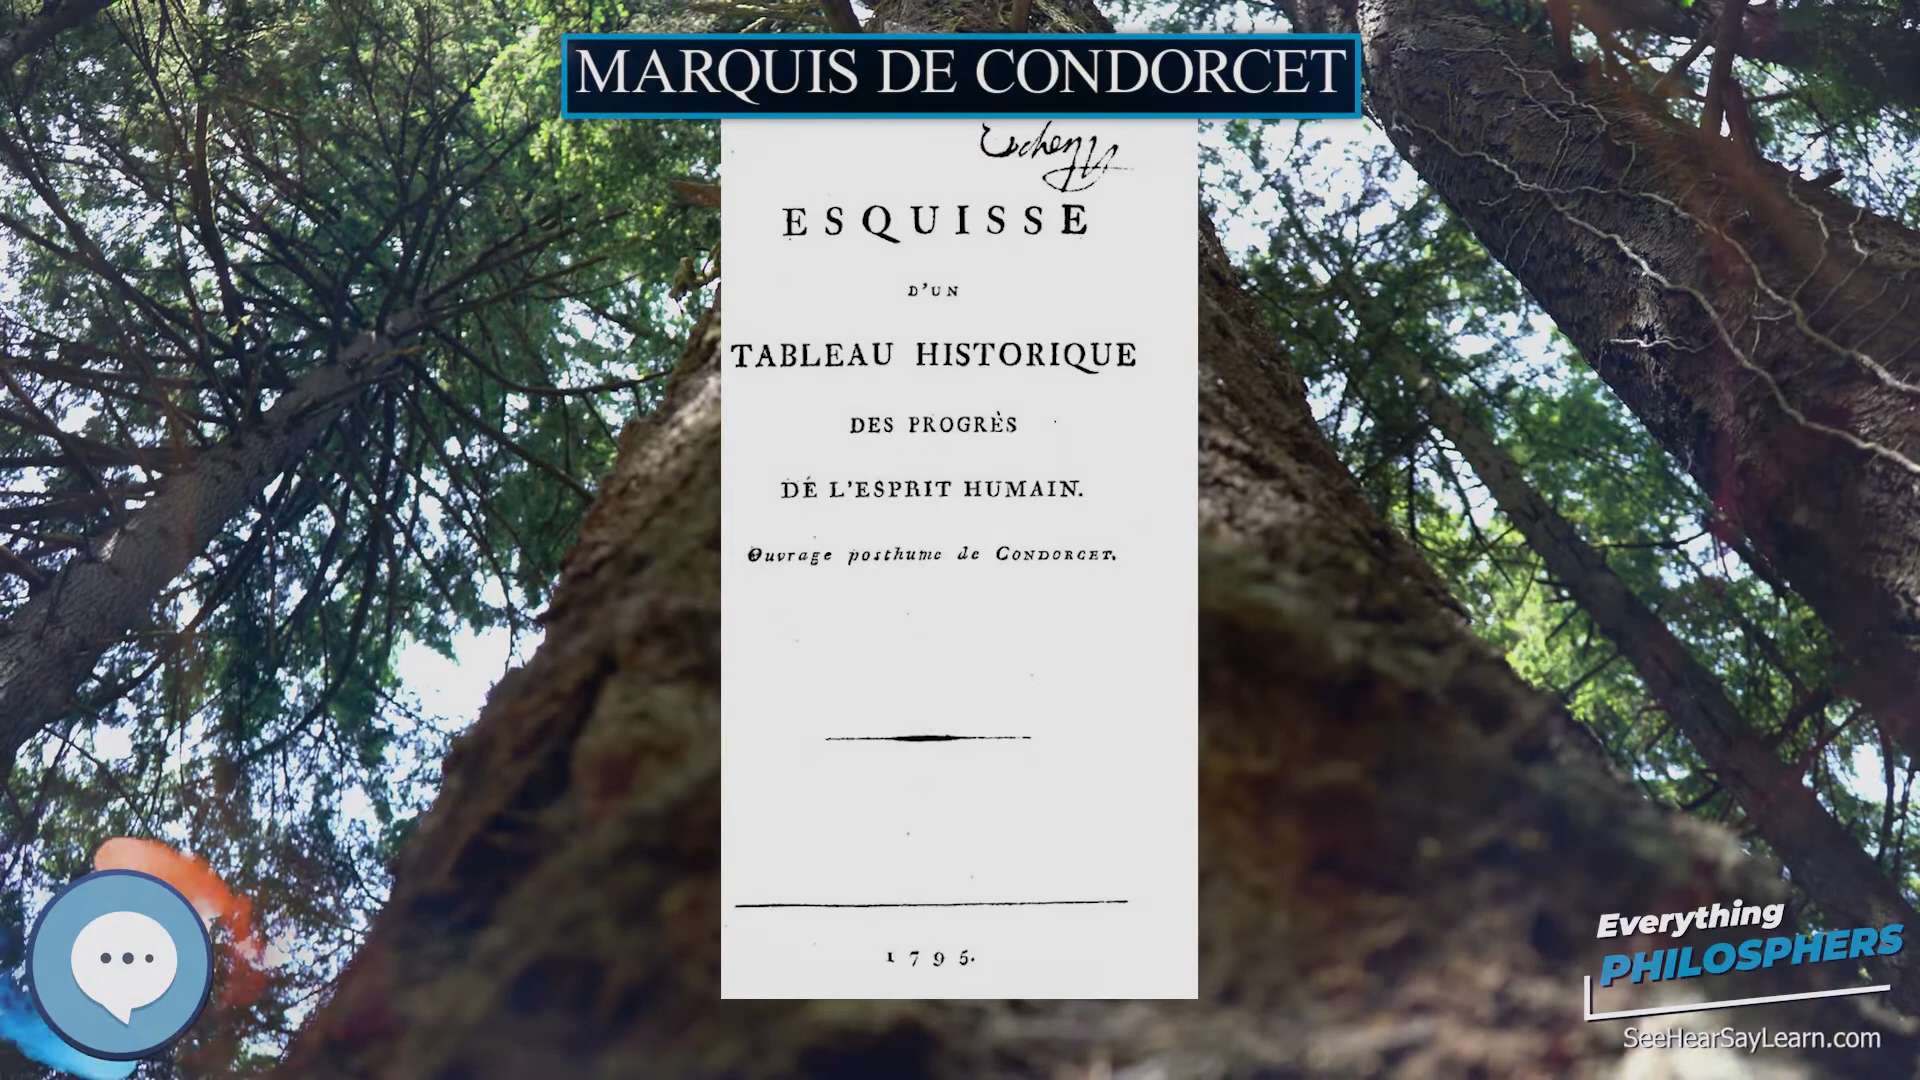 MARQUIS DE CONDORCET
ESQUISSE
D'UN
TABLEAU HISTORIQUE
DES PROGRÈS
DÉ L'ESPRIT HUMAIN.
Ouvrage posthume de CONDORCET.
1795.
Everything
PHILOSPHERS
SeeHearSayLearn.com